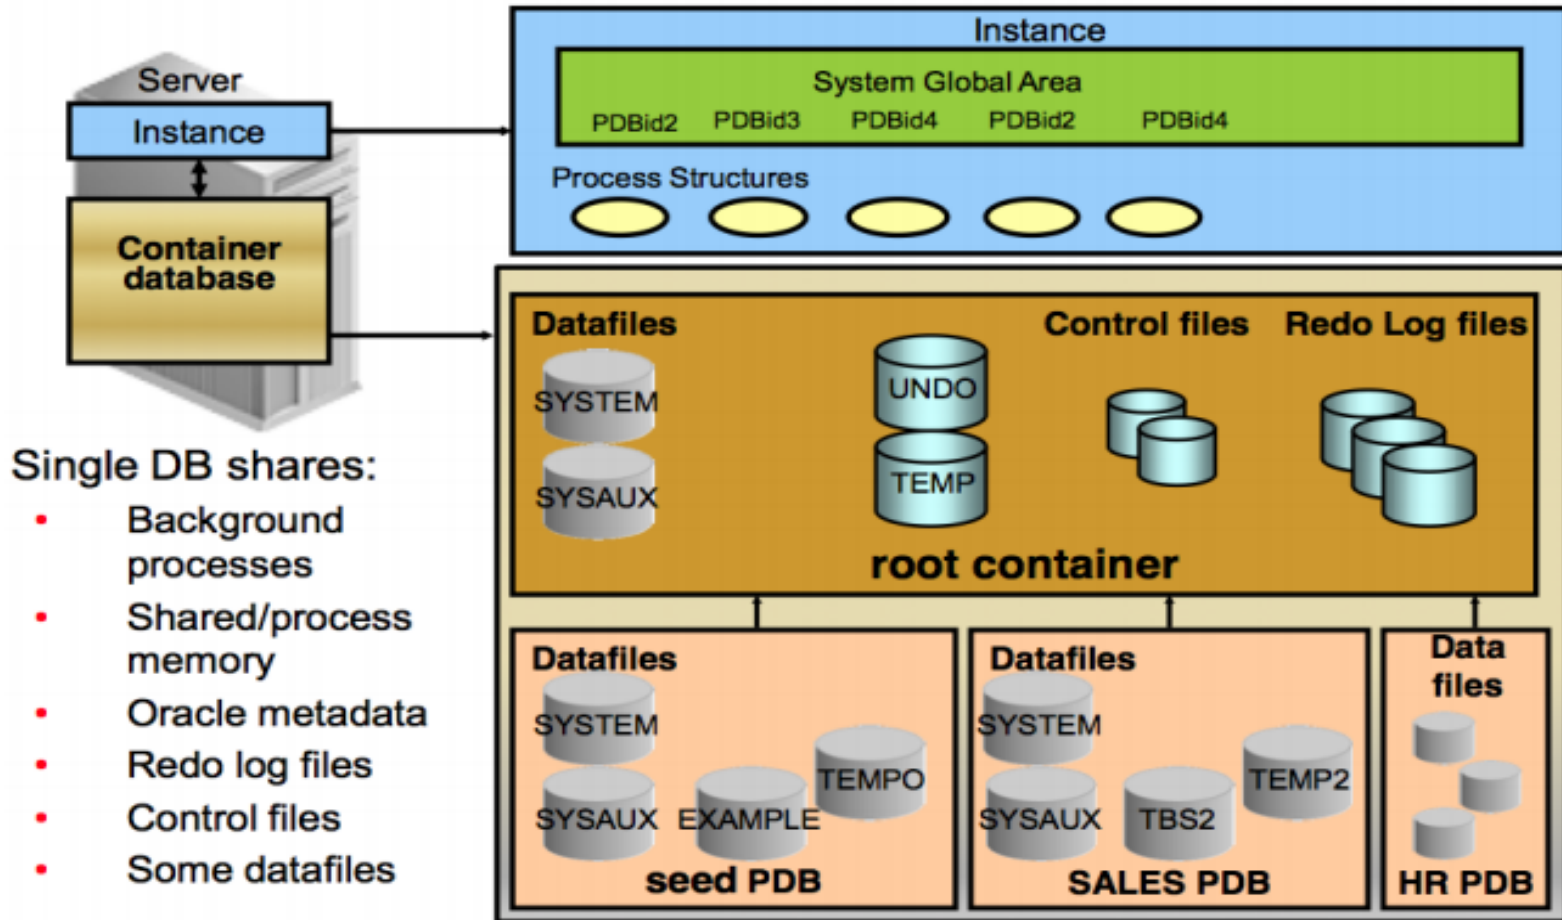 Server
Instance
Container
database
Single DB shares:
• Background
processes
• Shared/process
memory
• Oracle metadata
• Redo log files
• Control files
• Some datafiles
Instance
System Global Area
PDBid2 PDBid3 PDBid4 PDBid2 PDBid4
Process Structures
Datafiles
Control files
Redo Log files
SYSTEM
UNDO
SYSAUX
TEMP
root container
Datafiles
SYSTEM
TEMPO
SYSAUX
EXAMPLE
seed PDB
Datafiles
SYSTEM
TEMP2
SYSAUX
TBS2
SALES PDB
Data
files
HR PDB